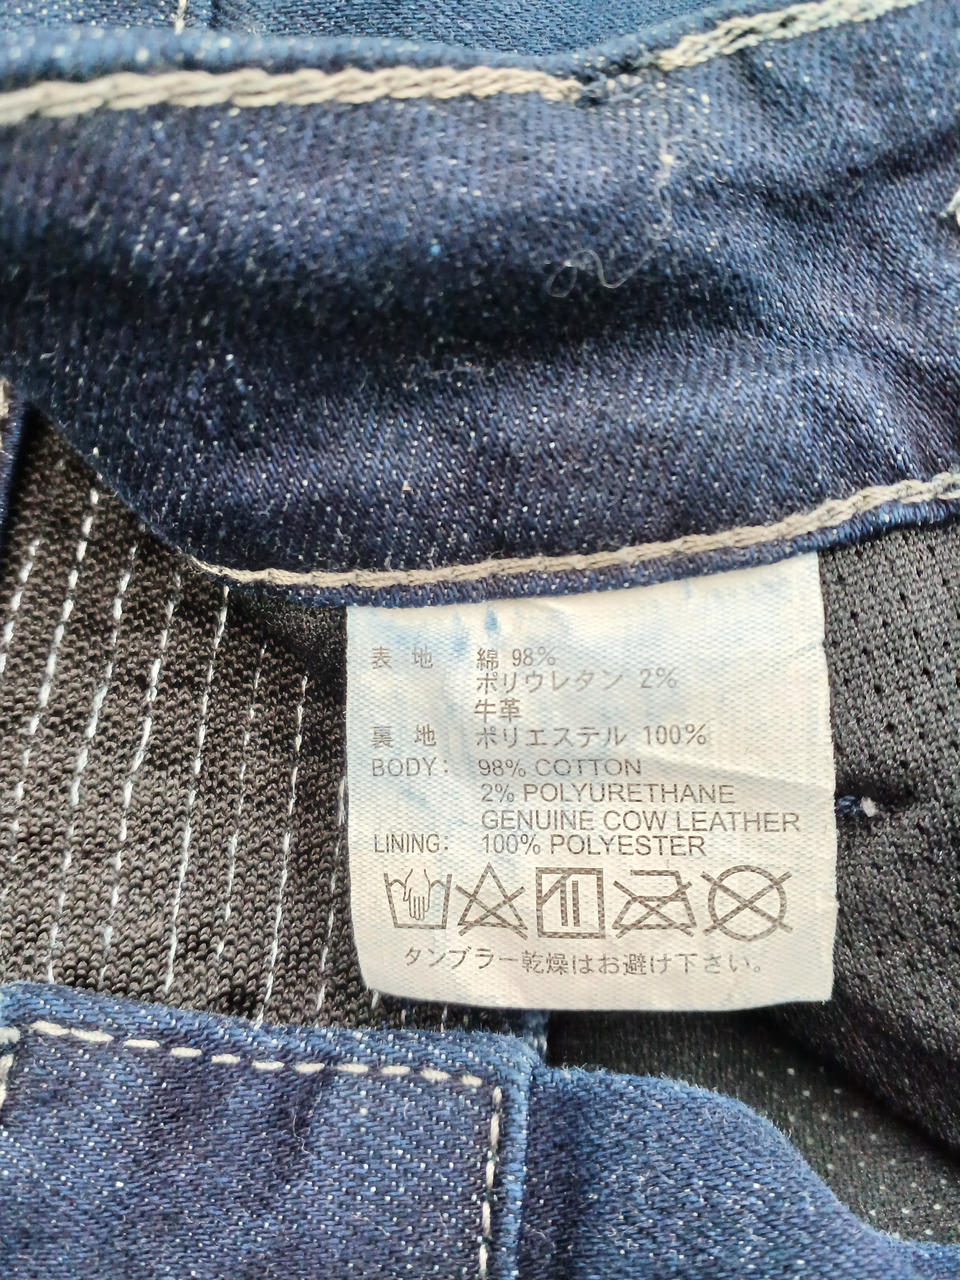 表 地 綿 98%
ポリウレタン 2%
牛革
裏 地 ポリエステル 100%
BODY: 98% COTTON
2% POLYURETHANE
GENUINE COW LEATHER
LINING: 100% POLYESTER
タンブラー乾燥はお避け下さい。